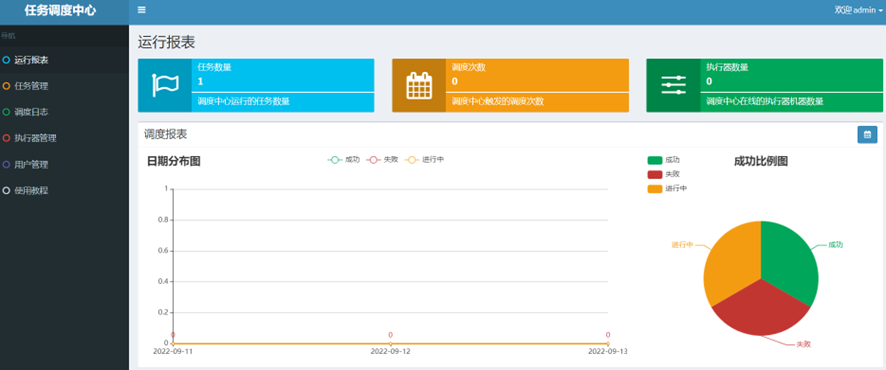 任务调度中心
欢迎 admin
导航
运行报表
任务管理
调度日志
执行器管理
用户管理
使用教程
运行报表
任务数量
1
调度中心运行的任务数量
调度次数
0
调度中心触发的调度次数
执行器数量
0
调度中心在线的执行器机器数量
调度报表
日期分布图
成功 失败 进行中
1
0.8
0.6
0.4
0.2
0
0 0 0
2022-09-11 2022-09-12 2022-09-13
成功
失败
进行中
成功比例图
进行中
成功
失败